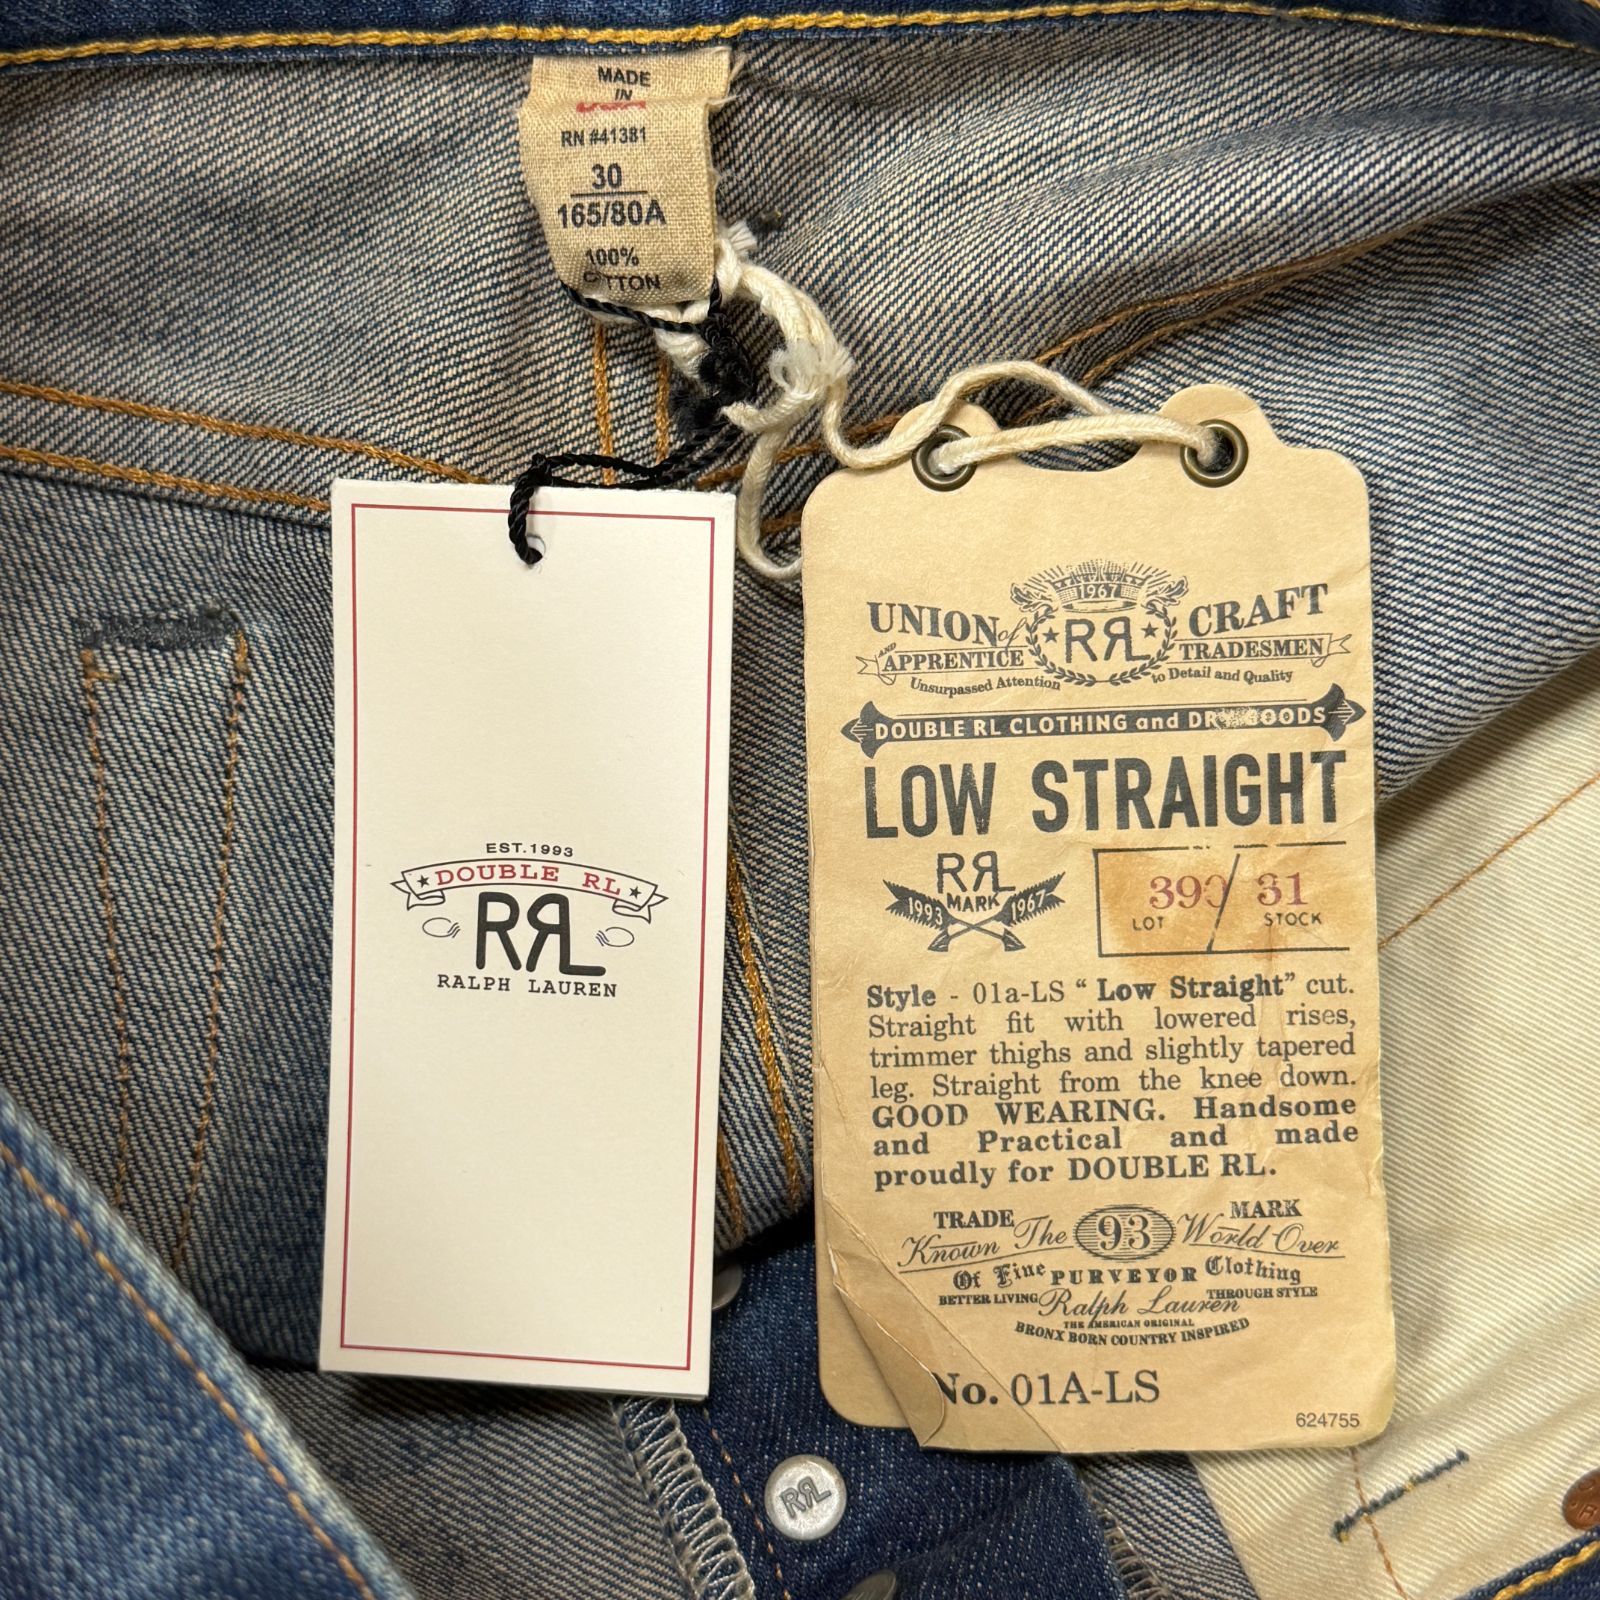 MADE
IN
RN #41381
30
165/80A
100%
COTTON
EST.1993
DOUBLE RL
RRL
RALPH LAUREN
1967
UNION of CRAFT
RRL
AND APPRENTICE TRADESMEN
Unsurpassed Attention to Detail and Quality
DOUBLE RL CLOTHING and DRY GOODS
LOW STRAIGHT
RRL
MARK
1993 1967
390 / 31
LOT STOCK
Style - 01a-LS “ Low Straight” cut.
Straight fit with lowered rises,
trimmer thighs and slightly tapered
leg. Straight from the knee down.
GOOD WEARING. Handsome
and Practical and made
proudly for DOUBLE RL.
TRADE MARK
Known The 93 World Over
Of Fine PURVEYOR Clothing
BETTER LIVING Ralph Lauren THROUGH STYLE
THE AMERICAN ORIGINAL
BRONX BORN COUNTRY INSPIRED
No. 01A-LS
624755
RRL